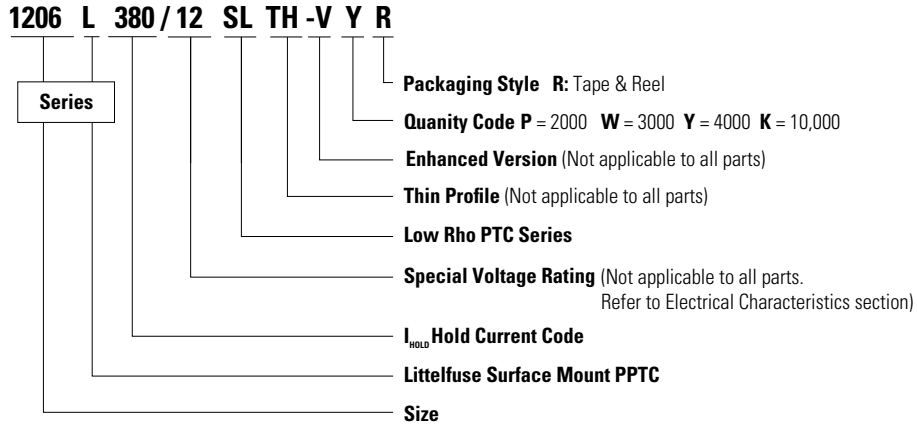 1206 L 380 / 12 SL TH -V Y R
Series
Packaging Style R: Tape & Reel
Quanity Code P = 2000 W = 3000 Y = 4000 K = 10,000
Enhanced Version (Not applicable to all parts)
Thin Profile (Not applicable to all parts)
Low Rho PTC Series
Special Voltage Rating (Not applicable to all parts.
Refer to Electrical Characteristics section)
IHOLD Hold Current Code
Littelfuse Surface Mount PPTC
Size